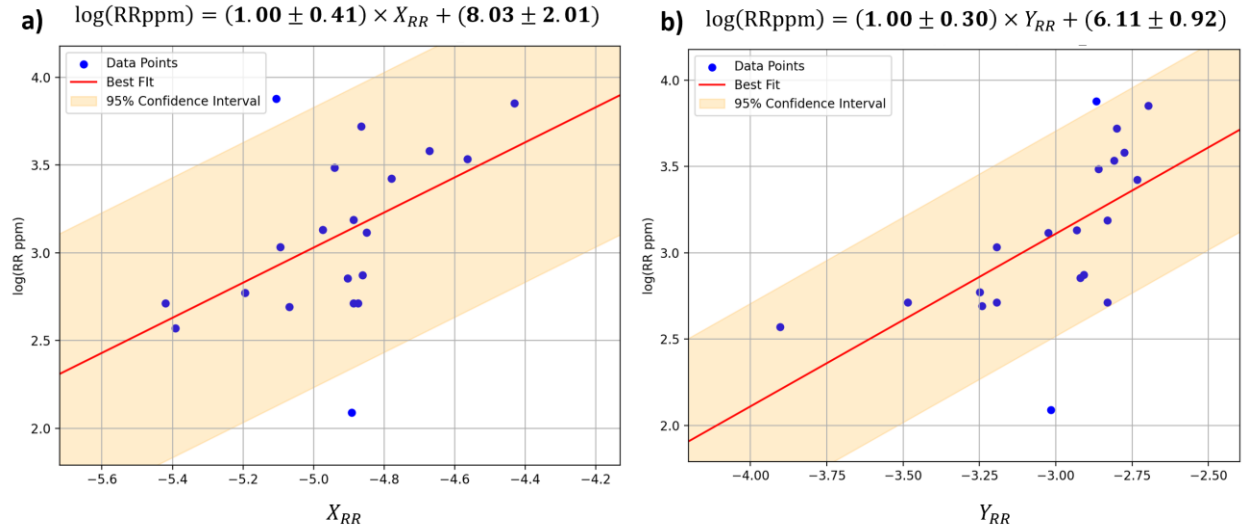 a)
log(RRppm) = (1.00 ± 0.41) × X_RR + (8.03 ± 2.01)
Data Points
Best FIt
95% Confidence Interval
log(RR ppm)
4.0
3.5
3.0
2.5
2.0
−5.6 −5.4 −5.2 −5.0 −4.8 −4.6 −4.4 −4.2
X_RR
b)
log(RRppm) = (1.00 ± 0.30) × Y_RR + (6.11 ± 0.92)
Data Points
Best Fit
95% Confidence Interval
log(RR ppm)
4.0
3.5
3.0
2.5
2.0
−4.00 −3.75 −3.50 −3.25 −3.00 −2.75 −2.50
Y_RR